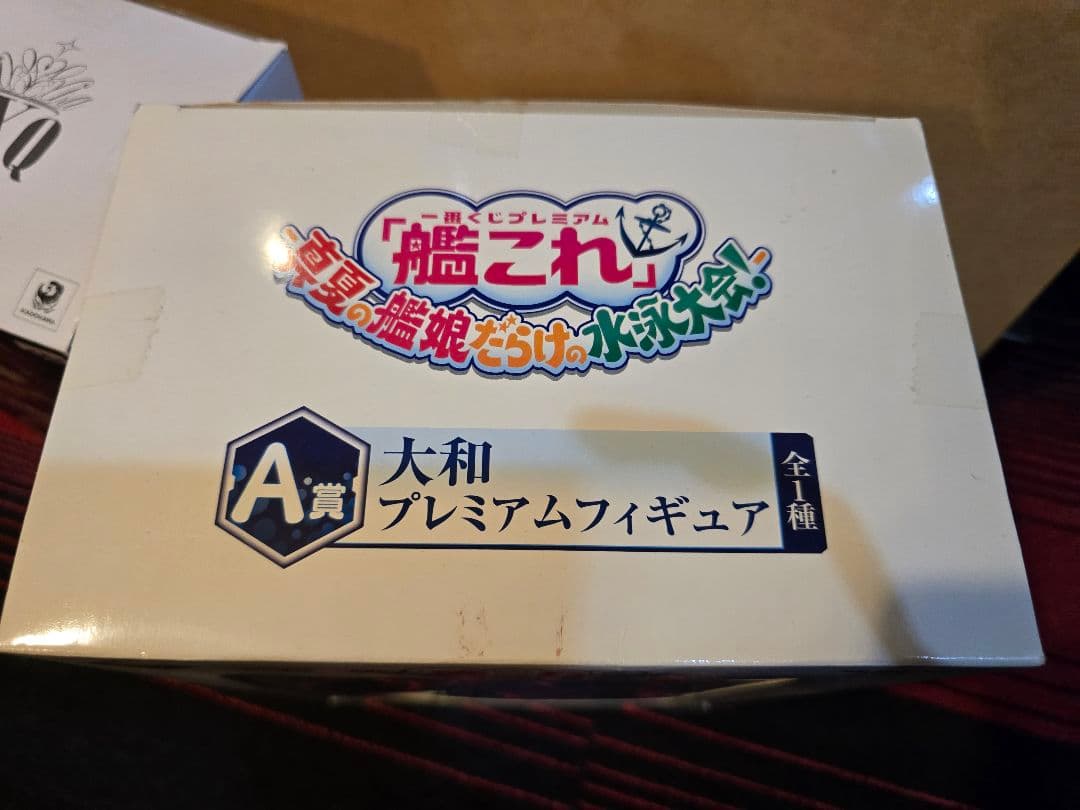 Q
KADOKAWA
一番くじプレミアム
「艦これ」
真夏の艦娘だらけの水泳大会!
A賞
大和
プレミアムフィギュア
全1種